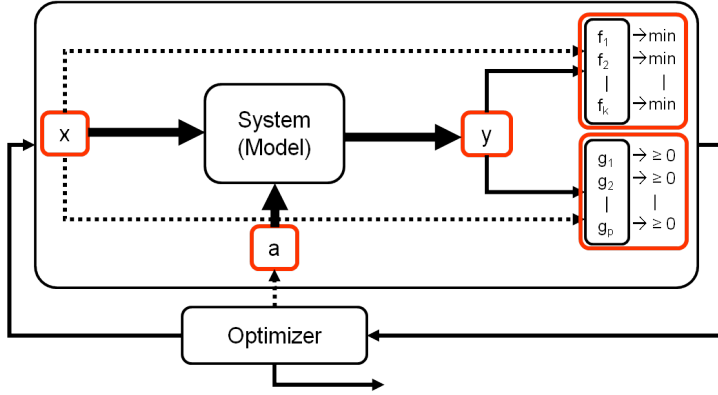 f₁ →min
f₂ →min
| |
fₖ →min
x
System
(Model)
y
g₁ → ≥ 0
g₂ → ≥ 0
| |
gₚ → ≥ 0
a
Optimizer